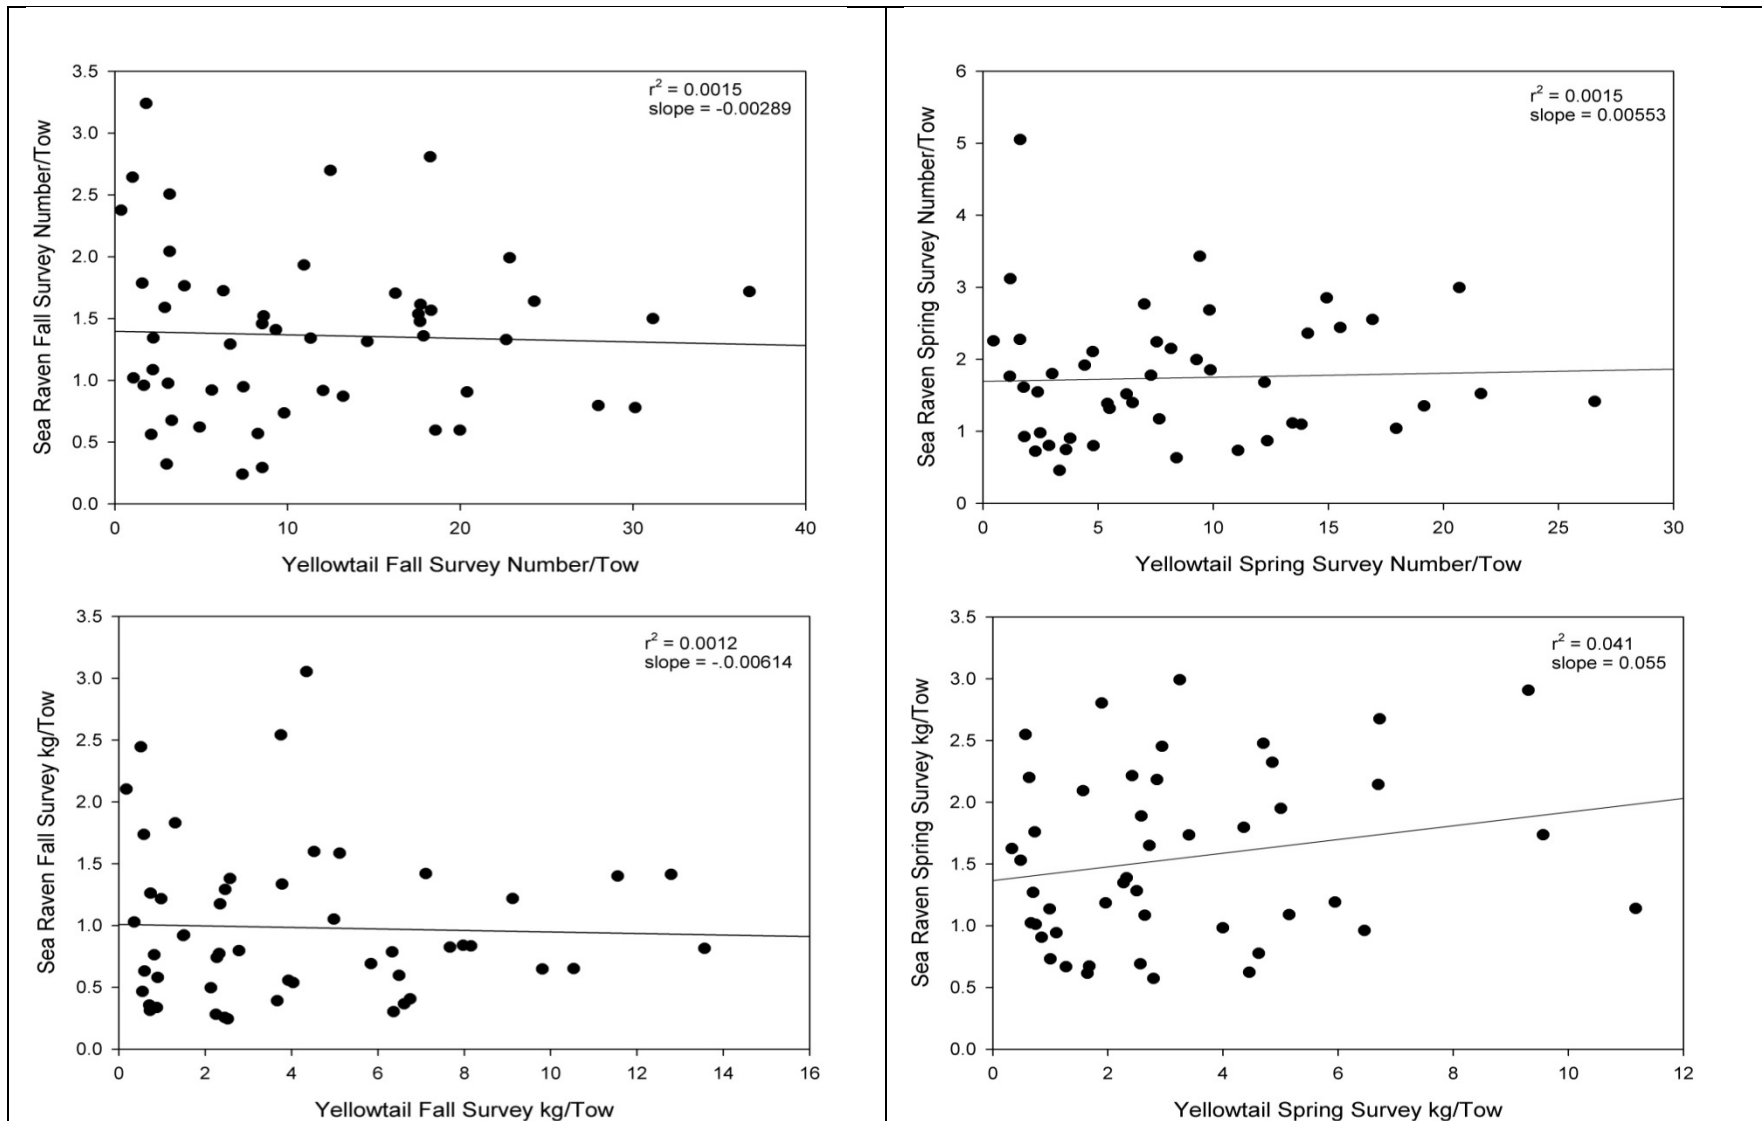 3.5
3.0
2.5
2.0
1.5
1.0
0.5
0.0
0 10 20 30 40
Sea Raven Fall Survey Number/Tow
Yellowtail Fall Survey Number/Tow
r² = 0.0015
slope = -0.00289
6
5
4
3
2
1
0
0 5 10 15 20 25 30
Sea Raven Spring Survey Number/Tow
Yellowtail Spring Survey Number/Tow
r² = 0.0015
slope = 0.00553
3.5
3.0
2.5
2.0
1.5
1.0
0.5
0.0
0 2 4 6 8 10 12 14 16
Sea Raven Fall Survey kg/Tow
Yellowtail Fall Survey kg/Tow
r² = 0.0012
slope = -.0.00614
3.5
3.0
2.5
2.0
1.5
1.0
0.5
0.0
0 2 4 6 8 10 12
Sea Raven Spring Survey kg/Tow
Yellowtail Spring Survey kg/Tow
r² = 0.041
slope = 0.055